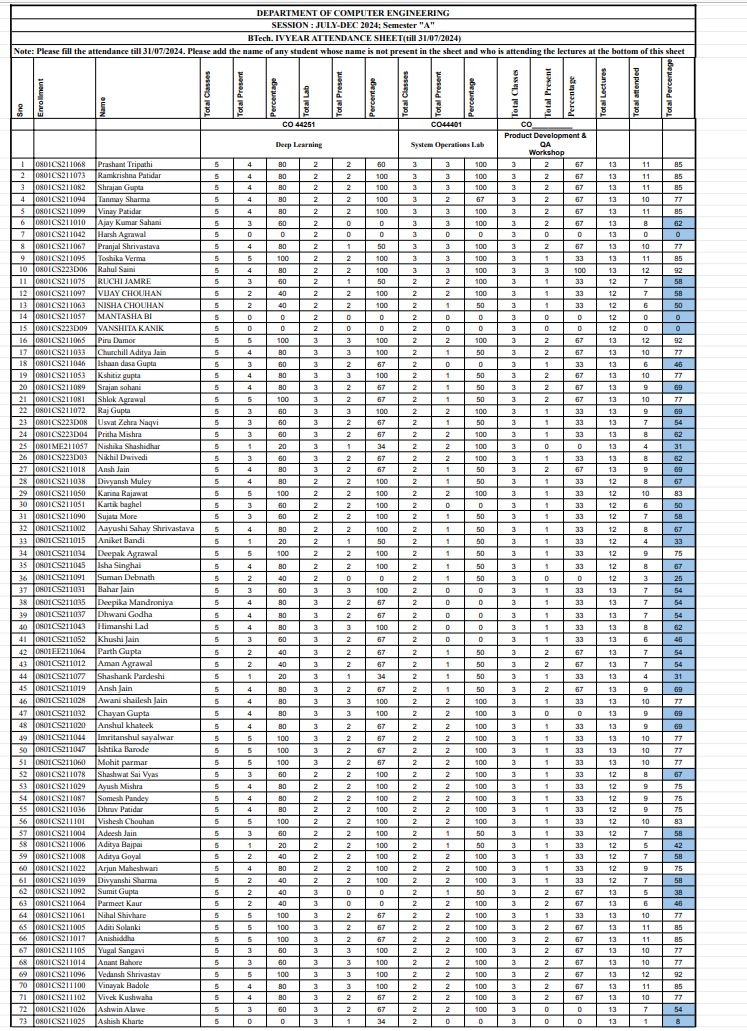 DEPARTMENT OF COMPUTER ENGINEERING
SESSION : JULY-DEC 2024; Semester "A"
BTech. IVYEAR ATTENDANCE SHEET(till 31/07/2024)
Note: Please fill the attendance till 31/07/2024. Please add the name of any student whose name is not present in the sheet and who is attending the lectures at the bottom of this sheet
Sno Enrollment Name Total Classes Total Present Percentage Total Lab Total Present Percentage Total Classes Total Present Percentage Total Classes Total Present Percentage Total Lectures Total attended Total Percentage
CO 44251 CO44401 CO__________
Deep Learning System Operations Lab Product Development &
QA
Workshop
1 0801CS211068 Prashant Tripathi 5 4 80 2 2 60 3 3 100 3 2 67 13 11 85
2 0801CS211073 Ramkrishna Patidar 5 4 80 2 2 100 3 3 100 3 2 67 13 11 85
3 0801CS211082 Shrajan Gupta 5 4 80 2 2 100 3 3 100 3 2 67 13 11 85
4 0801CS211094 Tanmay Sharma 5 4 80 2 2 100 3 2 67 3 2 67 13 10 77
5 0801CS211099 Vinay Patidar 5 4 80 2 2 100 3 3 100 3 2 67 13 11 85
6 0801CS211010 Ajay Kumar Sahani 5 3 60 2 0 0 3 3 100 3 2 67 13 8 62
7 0801CS211042 Harsh Agrawal 5 0 0 2 0 0 3 0 0 3 0 0 13 0 0
8 0801CS211067 Pranjal Shrivastava 5 4 80 2 1 50 3 3 100 3 2 67 13 10 77
9 0801CS211095 Toshika Verma 5 5 100 2 2 100 3 3 100 3 1 33 13 11 85
10 0801CS223D06 Rahul Saini 5 4 80 2 2 100 3 3 100 3 3 100 13 12 92
11 0801CS211075 RUCHI JAMRE 5 3 60 2 1 50 2 2 100 3 1 33 12 7 58
12 0801CS211097 VIJAY CHOUHAN 5 2 40 2 2 100 2 2 100 3 1 33 12 7 58
13 0801CS211063 NISHA CHOUHAN 5 2 40 2 2 100 2 1 50 3 1 33 12 6 50
14 0801CS211057 MANTASHA BI 5 0 0 2 0 0 2 0 0 3 0 0 12 0 0
15 0801CS223D09 VANSHITA KANIK 5 0 0 2 0 0 2 0 0 3 0 0 12 0 0
16 0801CS211065 Piru Damor 5 5 100 3 3 100 2 2 100 3 2 67 13 12 92
17 0801CS211033 Churchill Aditya Jain 5 4 80 3 3 100 2 1 50 3 2 67 13 10 77
18 0801CS211046 Ishaan dasa Gupta 5 3 60 3 2 67 2 0 0 3 1 33 13 6 46
19 0801CS211053 Kshitiz gupta 5 4 80 3 3 100 2 1 50 3 2 67 13 10 77
20 0801CS211089 Srajan sohani 5 4 80 3 2 67 2 1 50 3 2 67 13 9 69
21 0801CS211081 Shlok Agrawal 5 5 100 3 2 67 2 1 50 3 2 67 13 10 77
22 0801CS211072 Raj Gupta 5 3 60 3 3 100 2 2 100 3 1 33 13 9 69
23 0801CS223D08 Usvat Zehra Naqvi 5 3 60 3 2 67 2 1 50 3 1 33 13 7 54
24 0801CS223D04 Pritha Mishra 5 3 60 3 2 67 2 2 100 3 1 33 13 8 62
25 0801ME211057 Nishika Shashidhar 5 1 20 3 1 34 2 2 100 3 0 0 13 4 31
26 0801CS223D03 Nikhil Dwivedi 5 3 60 3 2 67 2 2 100 3 1 33 13 8 62
27 0801CS211018 Ansh Jain 5 4 80 3 2 67 2 1 50 3 2 67 13 9 69
28 0801CS211038 Divyansh Muley 5 4 80 2 2 100 2 1 50 3 1 33 12 8 67
29 0801CS211050 Karina Rajawat 5 5 100 2 2 100 2 2 100 3 1 33 12 10 83
30 0801CS211051 Kartik baghel 5 3 60 2 2 100 2 0 0 3 1 33 12 6 50
31 0801CS211090 Sujata More 5 3 60 2 2 100 2 1 50 3 1 33 12 7 58
32 0801CS211002 Aayushi Sahay Shrivastava 5 4 80 2 2 100 2 1 50 3 1 33 12 8 67
33 0801CS211015 Aniket Bandi 5 1 20 2 1 50 2 1 50 3 1 33 12 4 33
34 0801CS211034 Deepak Agrawal 5 5 100 2 2 100 2 1 50 3 1 33 12 9 75
35 0801CS211045 Isha Singhai 5 4 80 2 2 100 2 1 50 3 1 33 12 8 67
36 0801CS211091 Suman Debnath 5 2 40 2 0 0 2 1 50 3 0 0 12 3 25
37 0801CS211031 Bahar Jain 5 3 60 3 3 100 2 0 0 3 1 33 13 7 54
38 0801CS211035 Deepika Mandroniya 5 4 80 3 2 67 2 0 0 3 1 33 13 7 54
39 0801CS211037 Dhwani Godha 5 4 80 3 2 67 2 0 0 3 1 33 13 7 54
40 0801CS211043 Himanshi Lad 5 4 80 3 3 100 2 0 0 3 1 33 13 8 62
41 0801CS211052 Khushi Jain 5 3 60 3 2 67 2 0 0 3 1 33 13 6 46
42 0801EE211064 Parth Gupta 5 2 40 3 2 67 2 2 100 3 1 33 13 7 54
43 0801CS211012 Aman Agrawal 5 2 40 3 2 67 2 1 50 3 2 67 13 7 54
44 0801CS211077 Shashank Pardeshi 5 1 20 3 1 34 2 1 50 3 1 33 13 4 31
45 0801CS211019 Ansh Jain 5 4 80 3 2 67 2 1 50 3 2 67 13 9 69
46 0801CS211028 Awani shailesh Jain 5 4 80 3 3 100 2 2 100 3 1 33 13 10 77
47 0801CS211032 Chayan Gupta 5 4 80 3 3 100 2 2 100 3 0 0 13 9 69
48 0801CS211020 Anshul khateek 5 4 80 3 2 67 2 2 100 3 1 33 13 9 69
49 0801CS211044 Imritanshul sayalwar 5 5 100 3 2 67 2 2 100 3 1 33 13 10 77
50 0801CS211047 Ishtika Barode 5 5 100 3 2 67 2 2 100 3 1 33 13 10 77
51 0801CS211060 Mohit parmar 5 5 100 3 2 67 2 2 100 3 1 33 13 10 77
52 0801CS211078 Shashwat Sai Vyas 5 3 60 2 2 100 2 2 100 3 1 33 12 8 67
53 0801CS211029 Ayush Mishra 5 4 80 2 2 100 2 2 100 3 1 33 12 9 75
54 0801CS211087 Somesh Pandey 5 4 80 2 2 100 2 2 100 3 1 33 12 9 75
55 0801CS211036 Dhruv Patidar 5 4 80 2 2 100 2 2 100 3 1 33 12 9 75
56 0801CS211101 Vishesh Chouhan 5 5 100 2 2 100 2 2 100 3 1 33 12 10 83
57 0801CS211004 Adeesh Jain 5 3 60 2 2 100 2 1 50 3 1 33 12 7 58
58 0801CS211006 Aditya Bajpai 5 1 20 2 2 100 2 1 50 3 1 33 12 5 42
59 0801CS211008 Aditya Goyal 5 2 40 2 2 100 2 2 100 3 1 33 12 7 58
60 0801CS211022 Arjun Maheshwari 5 4 80 2 2 100 2 2 100 3 1 33 12 9 75
61 0801CS211039 Divyanshi Sharma 5 2 40 2 2 100 2 2 100 3 1 33 12 7 58
62 0801CS211092 Sumit Gupta 5 2 40 3 0 0 2 1 50 3 2 67 13 5 38
63 0801CS211064 Parmeet Kaur 5 2 40 3 0 0 2 2 100 3 2 67 13 6 46
64 0801CS211061 Nihal Shivhare 5 5 100 3 2 67 2 2 100 3 1 33 13 10 77
65 0801CS211005 Aditi Solanki 5 5 100 3 2 67 2 2 100 3 2 67 13 11 85
66 0801CS211017 Anishiddha 5 5 100 3 2 67 2 2 100 3 2 67 13 11 85
67 0801CS211105 Yugal Sangavi 5 3 60 3 3 100 2 2 100 3 2 67 13 10 77
68 0801CS211014 Anant Bahore 5 3 60 3 3 100 2 2 100 3 2 67 13 10 77
69 0801CS211096 Vedansh Shrivastav 5 5 100 3 3 100 2 2 100 3 2 67 13 12 92
70 0801CS211100 Vinayak Badole 5 4 80 3 3 100 2 2 100 3 2 67 13 11 85
71 0801CS211102 Vivek Kushwaha 5 4 80 3 2 67 2 2 100 3 2 67 13 10 77
72 0801CS211026 Ashwin Alawe 5 3 60 3 2 67 2 2 100 3 0 0 13 7 54
73 0801CS211025 Ashish Kharte 5 0 0 3 1 34 2 0 0 3 0 0 13 1 8